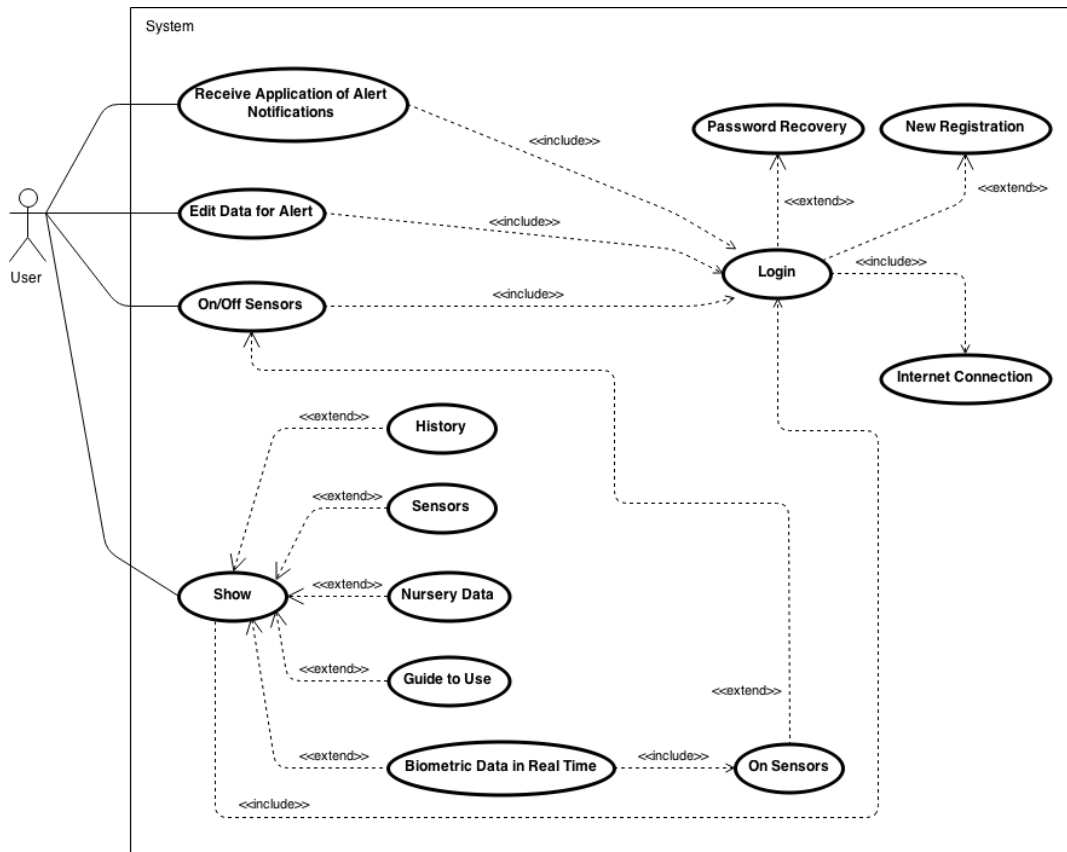 System
Receive Application of Alert
Notifications
Password Recovery
New Registration
<<include>>
<<extend>>
<<extend>>
Edit Data for Alert
<<include>>
User
Login
<<include>>
On/Off Sensors
<<include>>
Internet Connection
<<extend>>
History
<<extend>>
Sensors
Show
<<extend>>
Nursery Data
<<extend>>
Guide to Use
<<extend>>
<<extend>>
Biometric Data in Real Time
<<include>>
On Sensors
<<include>>